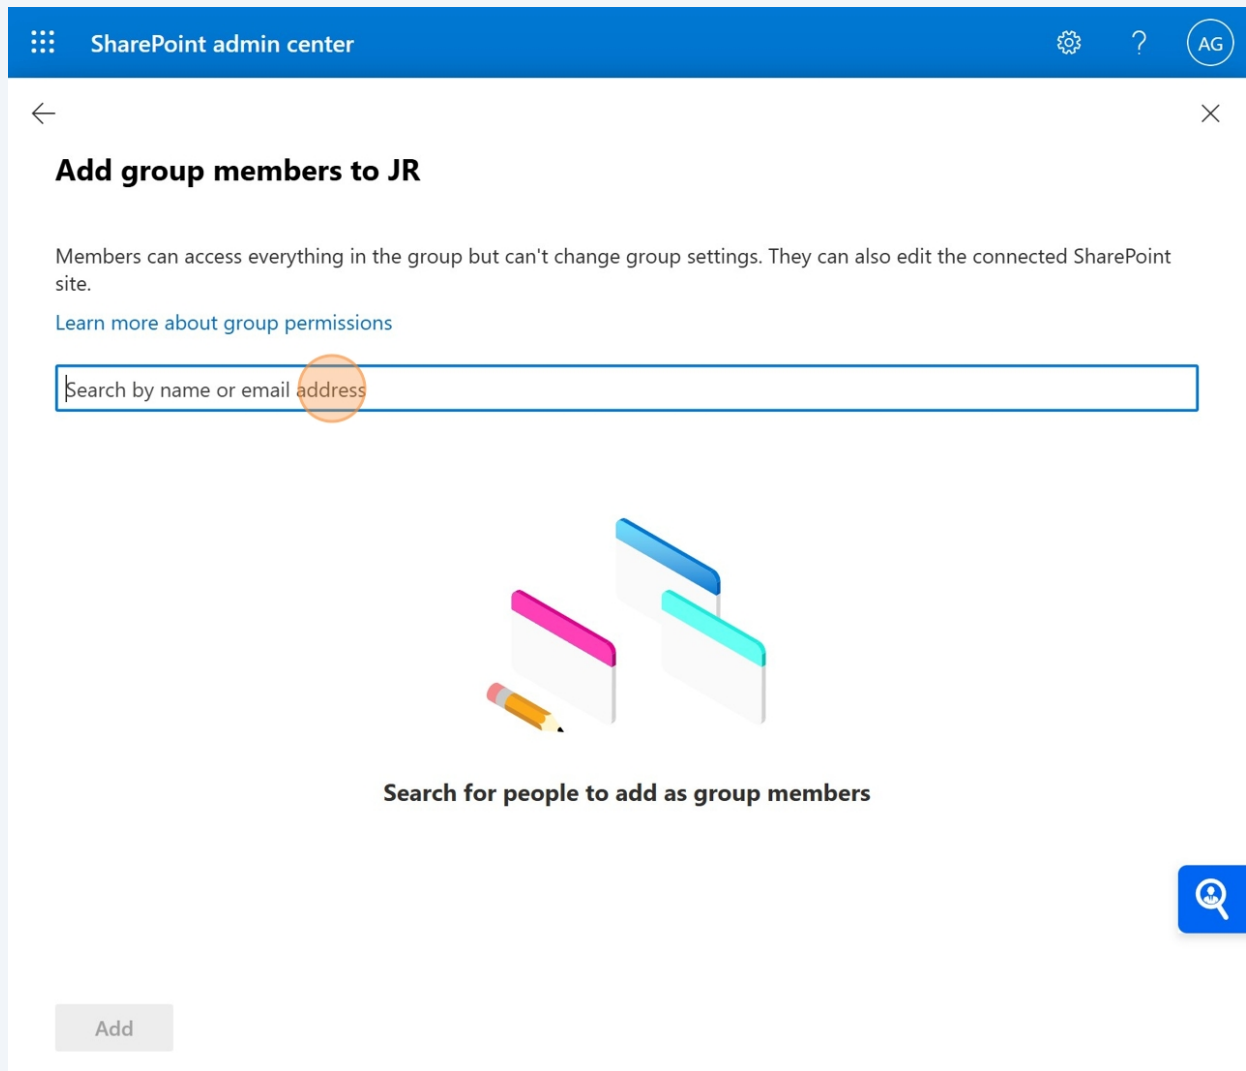 SharePoint admin center
?
AG
Add group members to JR
Members can access everything in the group but can't change group settings. They can also edit the connected SharePoint
site.
Learn more about group permissions
Search by name or email address
Search for people to add as group members
Add